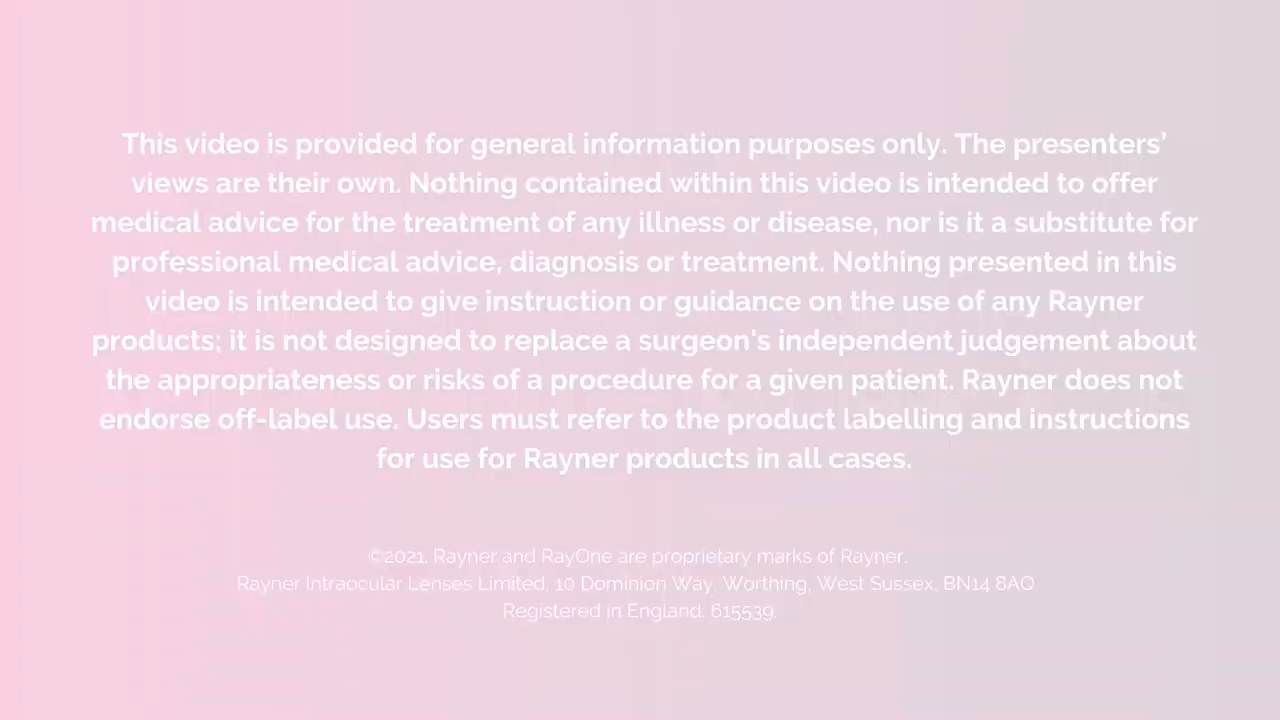 This video is provided for general information purposes only. The presenters'
views are their own. Nothing contained within this video is intended to offer
medical advice for the treatment of any illness or disease, nor is it a substitute for
professional medical advice, diagnosis or treatment. Nothing presented in this
video is intended to give instruction or guidance on the use of any Rayner
products; it is not designed to replace a surgeon's independent judgement about
the appropriateness or risks of a procedure for a given patient. Rayner does not
endorse off-label use. Users must refer to the product labelling and instructions
for use for Rayner products in all cases.
©2021. Rayner and RayOne are proprietary marks of Rayner.
Rayner Intraocular Lenses Limited, 10 Dominion Way, Worthing, West Sussex, BN14 8AQ
Registered in England: 615539.